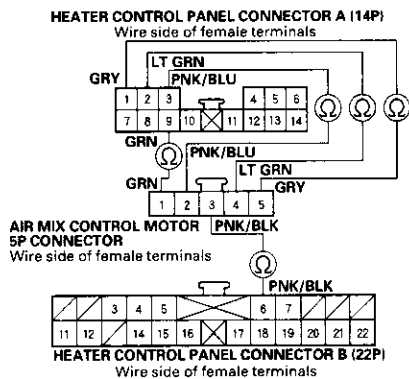 HEATER CONTROL PANEL CONNECTOR A (14P)
Wire side of female terminals
LT GRN
GRY
PNK/BLU
1 2 3 4 5 6
7 8 9 10 11 12 13 14
GRN
PNK/BLU
LT GRN
GRN
GRY
1 2 3 4 5
AIR MIX CONTROL MOTOR
5P CONNECTOR
Wire side of female terminals
PNK/BLK
PNK/BLK
3 4 5 6 7
11 12 14 15 16 17 18 19 20 21 22
HEATER CONTROL PANEL CONNECTOR B (22P)
Wire side of female terminals
Ω Ω Ω
Ω
Ω